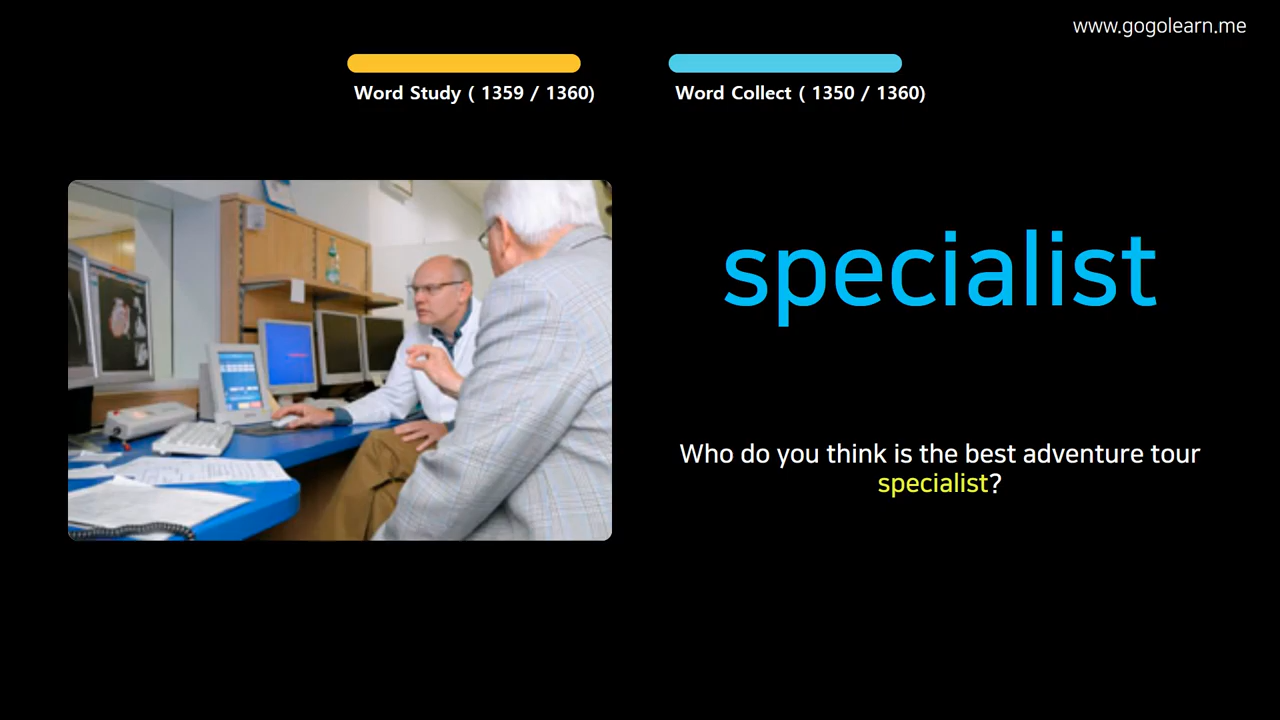 www.gogolearn.me
Word Study ( 1359 / 1360)
Word Collect ( 1350 / 1360)
specialist
Who do you think is the best adventure tour
specialist?